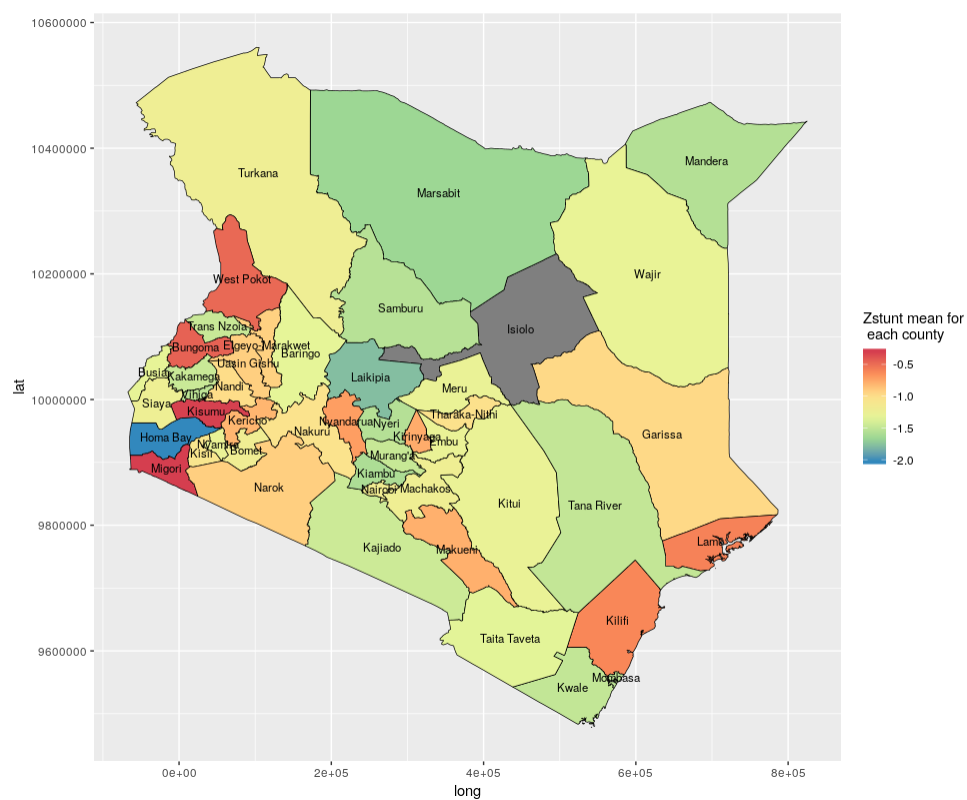 10600000
10400000
10200000
10000000
9800000
9600000
lat
0e+00
2e+05
4e+05
6e+05
8e+05
long
Turkana
Marsabit
Mandera
Wajir
West Pokot
Samburu
Isiolo
Trans Nzoia
Bungoma
Elgeyo-Marakwet
Baringo
Uasin Gishu
Busia
Kakamega
Laikipia
Nandi
Meru
Vihiga
Siaya
Kisumu
Tharaka-Nithi
Kericho
Nyandarua
Nyeri
Nakuru
Kirinyaga
Homa Bay
Embu
Garissa
Nyamira
Kisii
Bomet
Murang'a
Migori
Kiambu
Narok
Nairobi
Machakos
Kitui
Tana River
Kajiado
Makueni
Lamu
Kilifi
Taita Taveta
Mombasa
Kwale
Zstunt mean for
each county
-0.5
-1.0
-1.5
-2.0